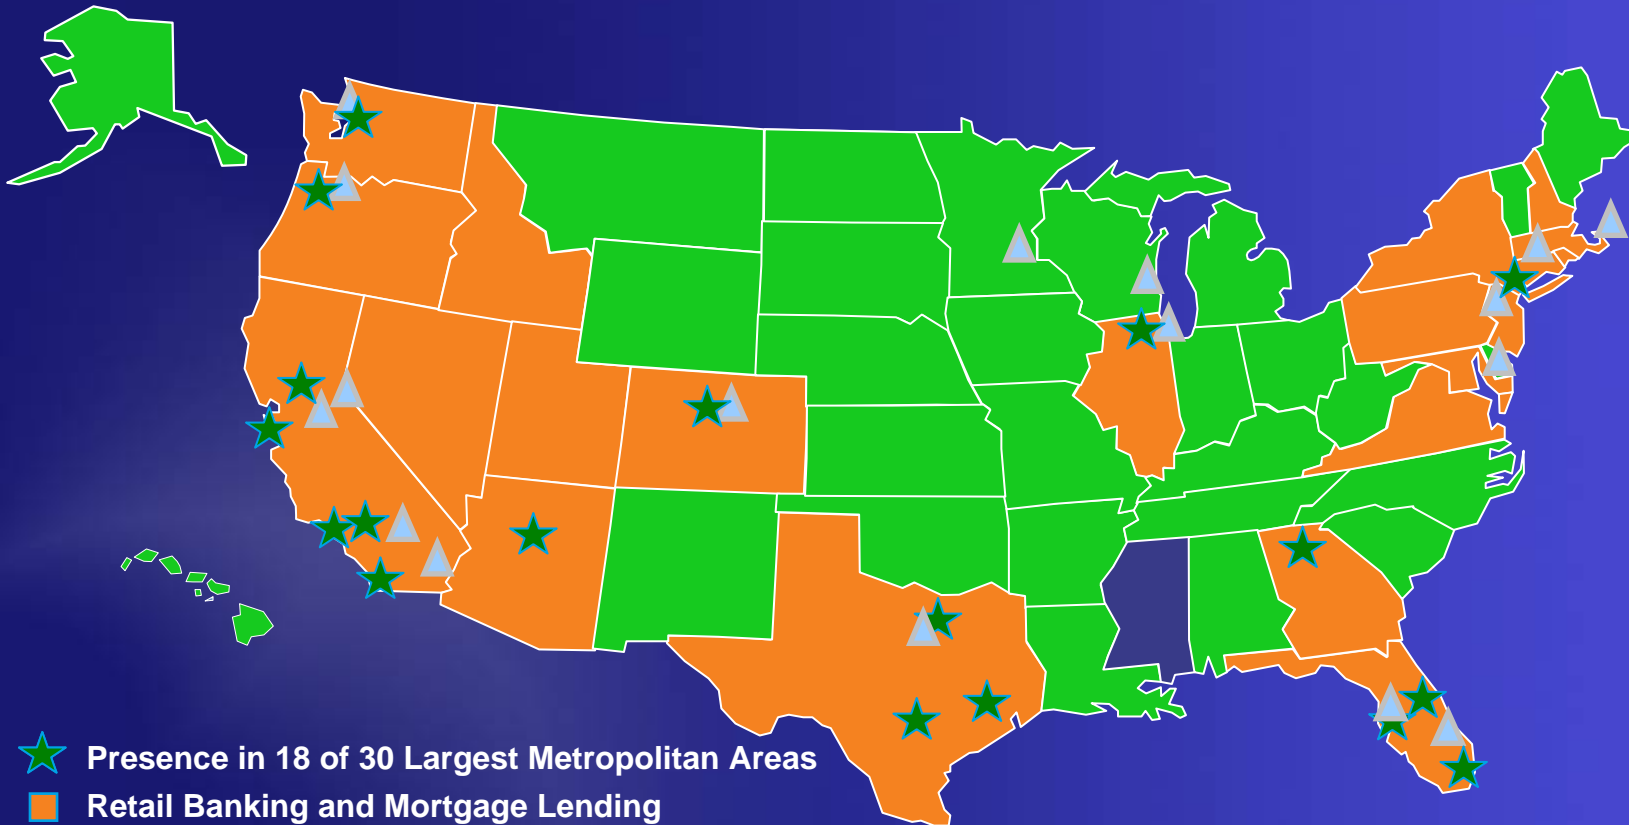 Presence in 18 of 30 Largest Metropolitan Areas
Retail Banking and Mortgage Lending